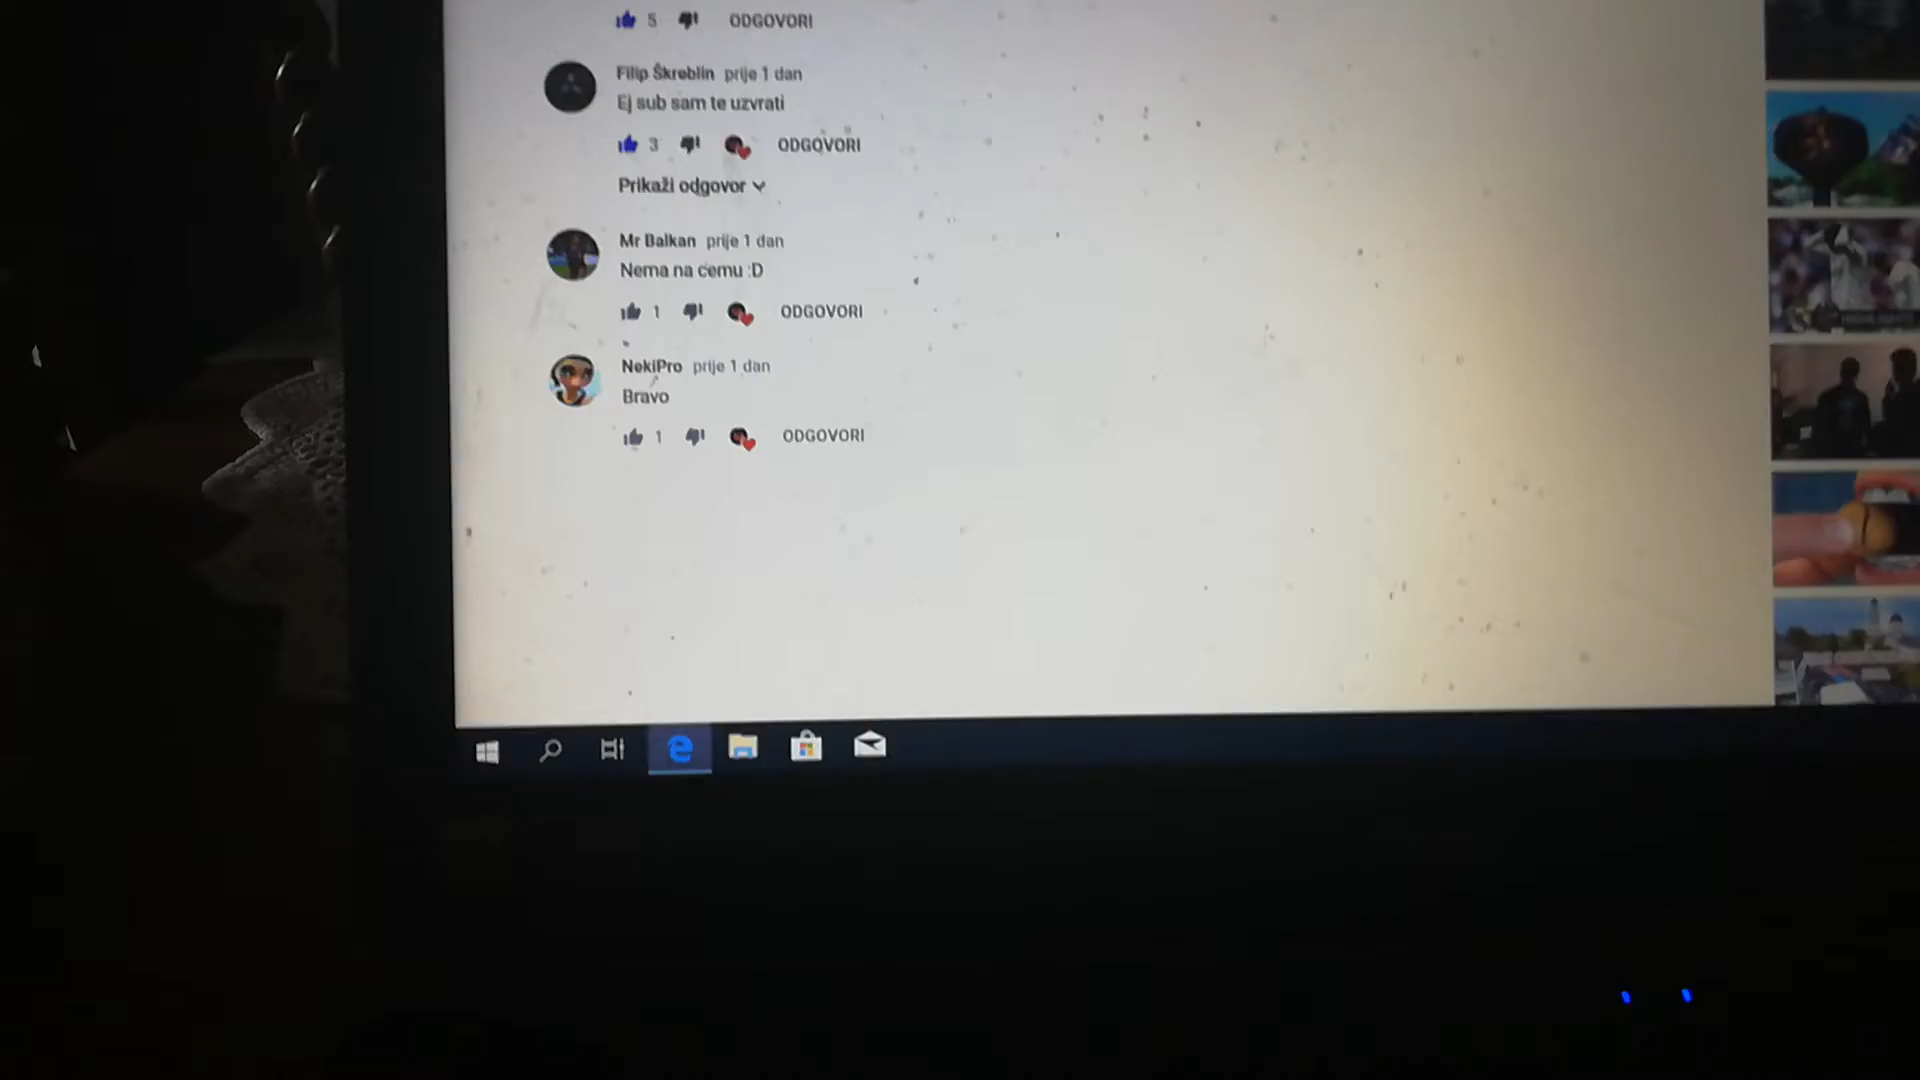 5 ODGOVORI
Filip Škreblin prije 1 dan
Ej sub sam te uzvrati
3 ODGOVORI
Prikaži odgovor
Mr Balkan prije 1 dan
Nema na cemu :D
1 ODGOVORI
NekiPro prije 1 dan
Bravo
1 ODGOVORI